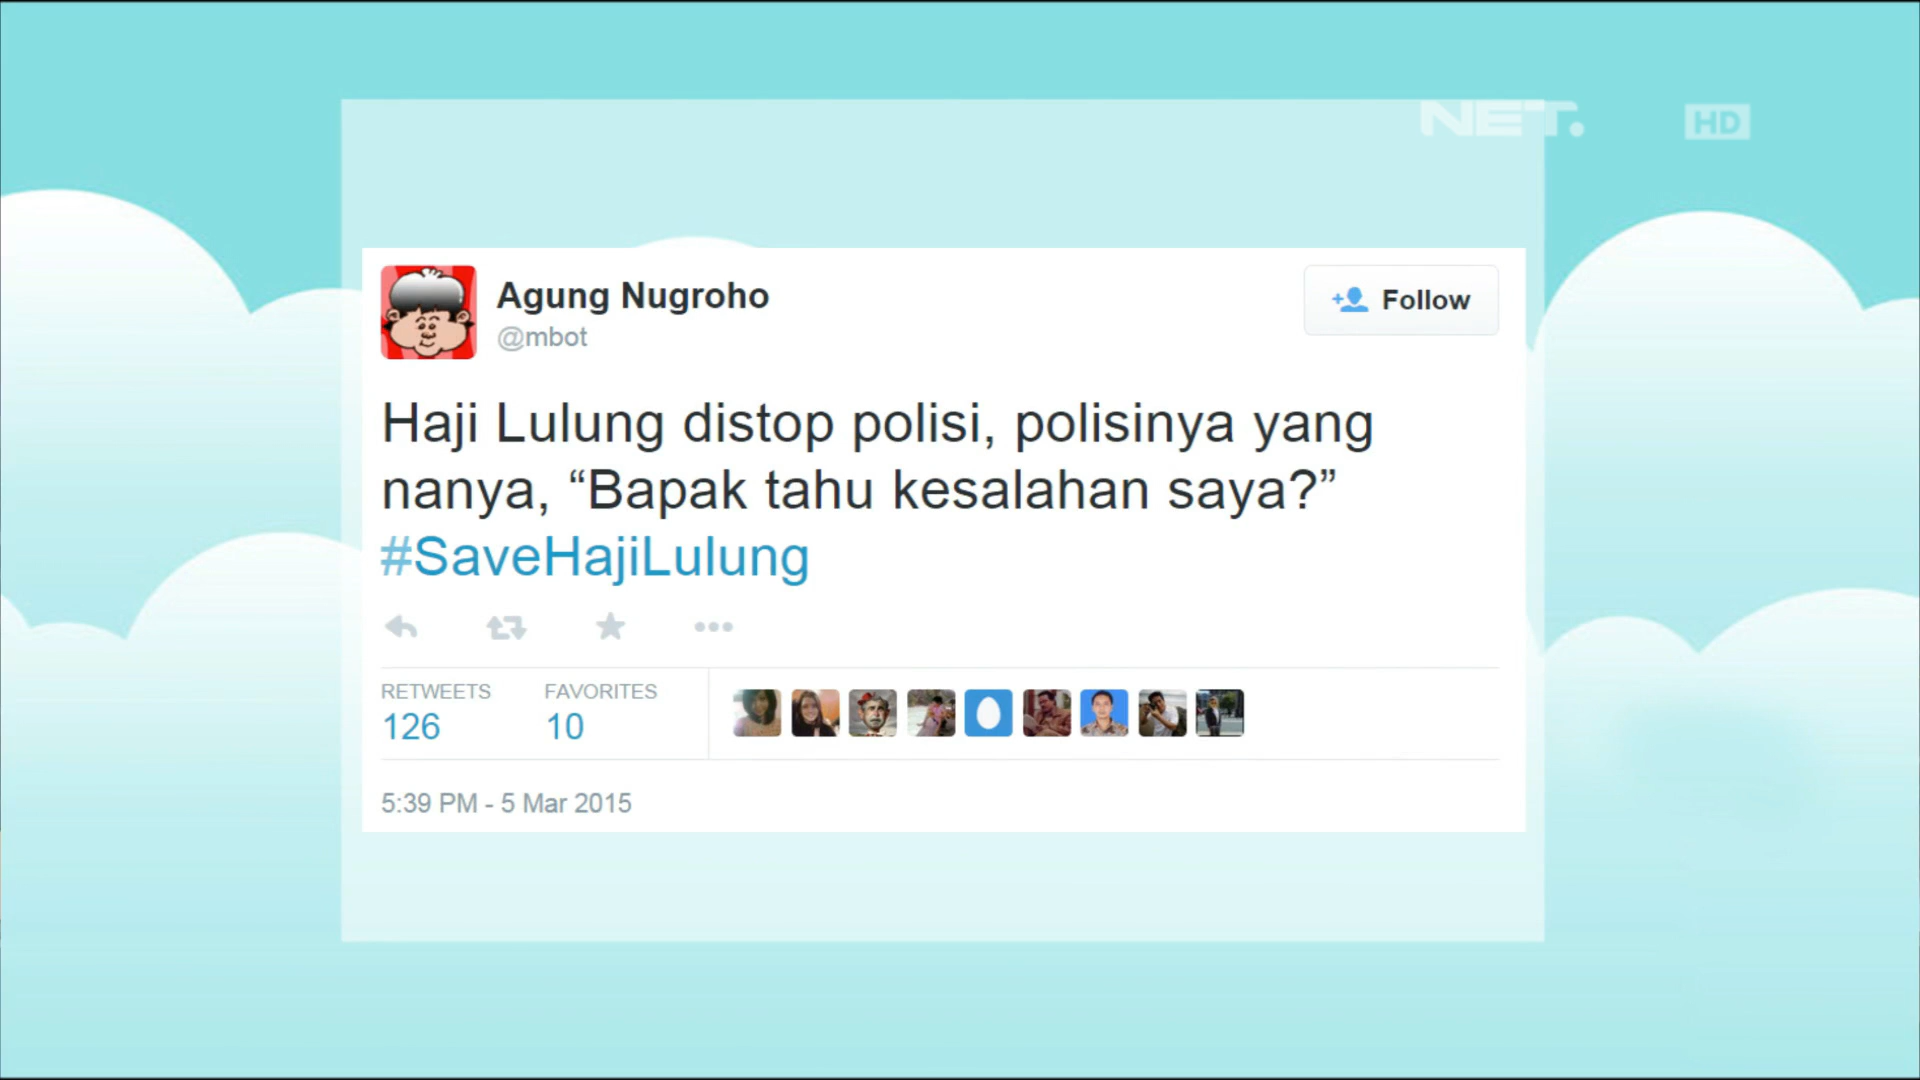 NET.
HD
Agung Nugroho
@mbot
Follow
Haji Lulung distop polisi, polisinya yang
nanya, “Bapak tahu kesalahan saya?”
#SaveHajiLulung
RETWEETS
126
FAVORITES
10
5:39 PM - 5 Mar 2015